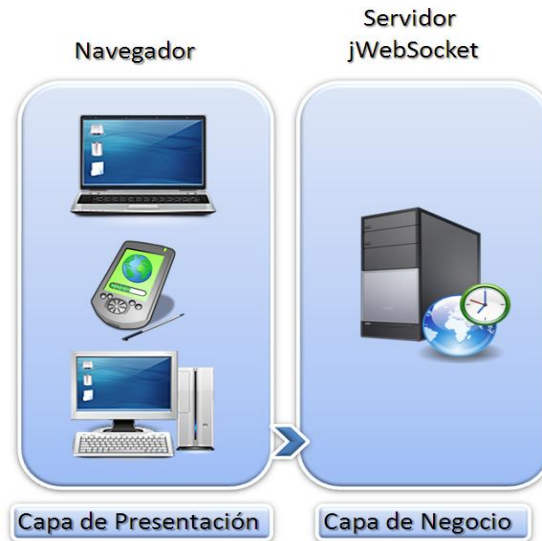 Navegador
Servidor
jWebSocket
Capa de Presentación
Capa de Negocio